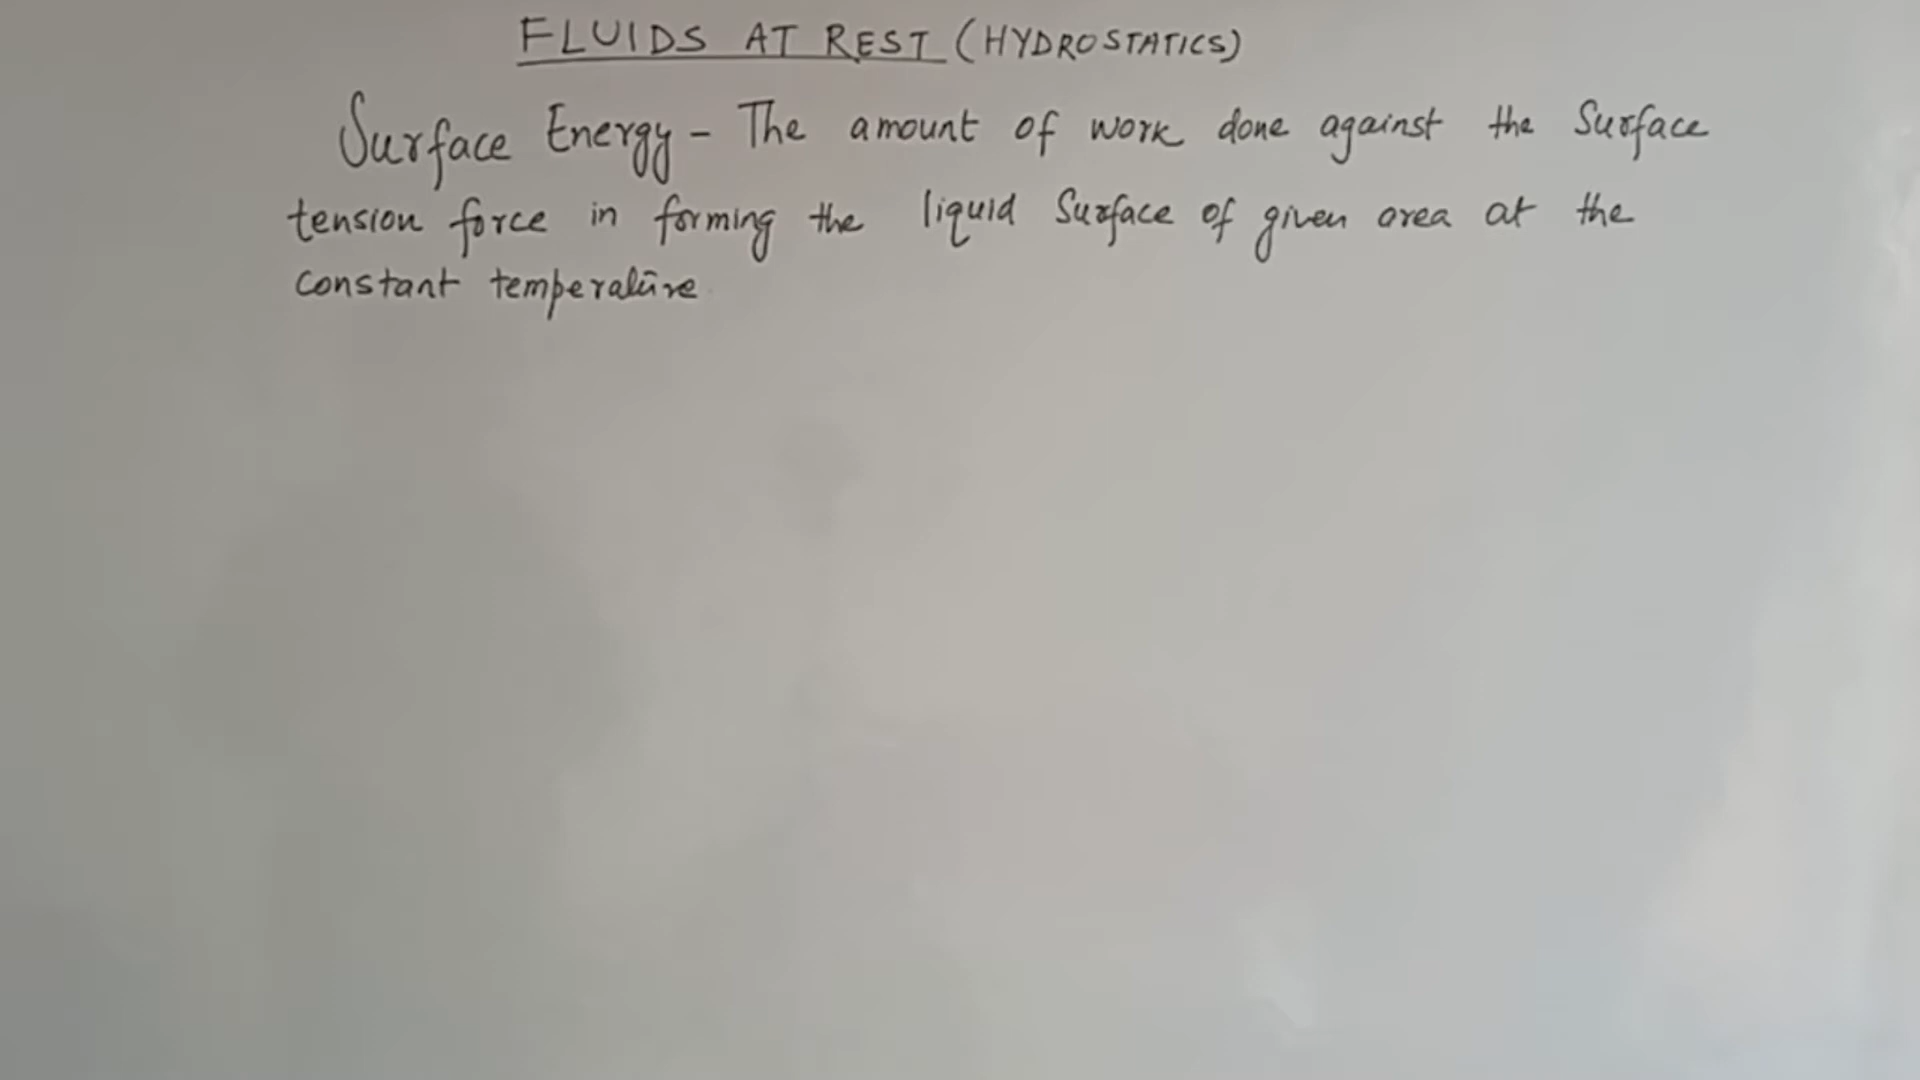 FLUIDS AT REST (HYDROSTATICS)
Surface Energy - The amount of work done against the Surface
tension force in forming the liquid Surface of given area at the
constant temperature